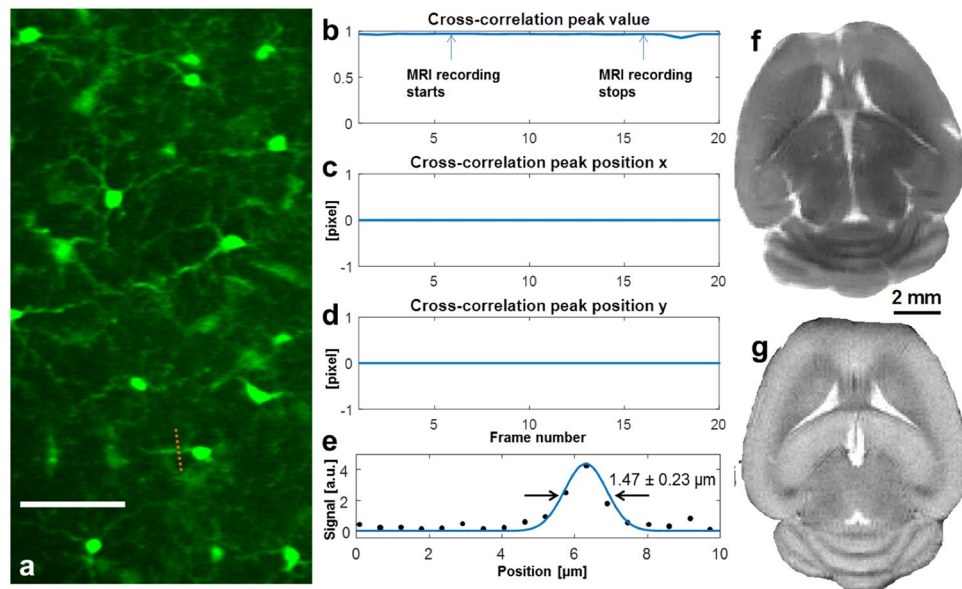 a
b
Cross-correlation peak value
1
0.5
0
MRI recording
starts
MRI recording
stops
5
10
15
20
c
Cross-correlation peak position x
1
0
-1
[pixel]
5
10
15
20
d
Cross-correlation peak position y
1
0
-1
[pixel]
5
10
15
20
Frame number
e
4
2
0
Signal [a.u.]
1.47 ± 0.23 µm
0
2
4
6
8
10
Position [µm]
f
2 mm
g